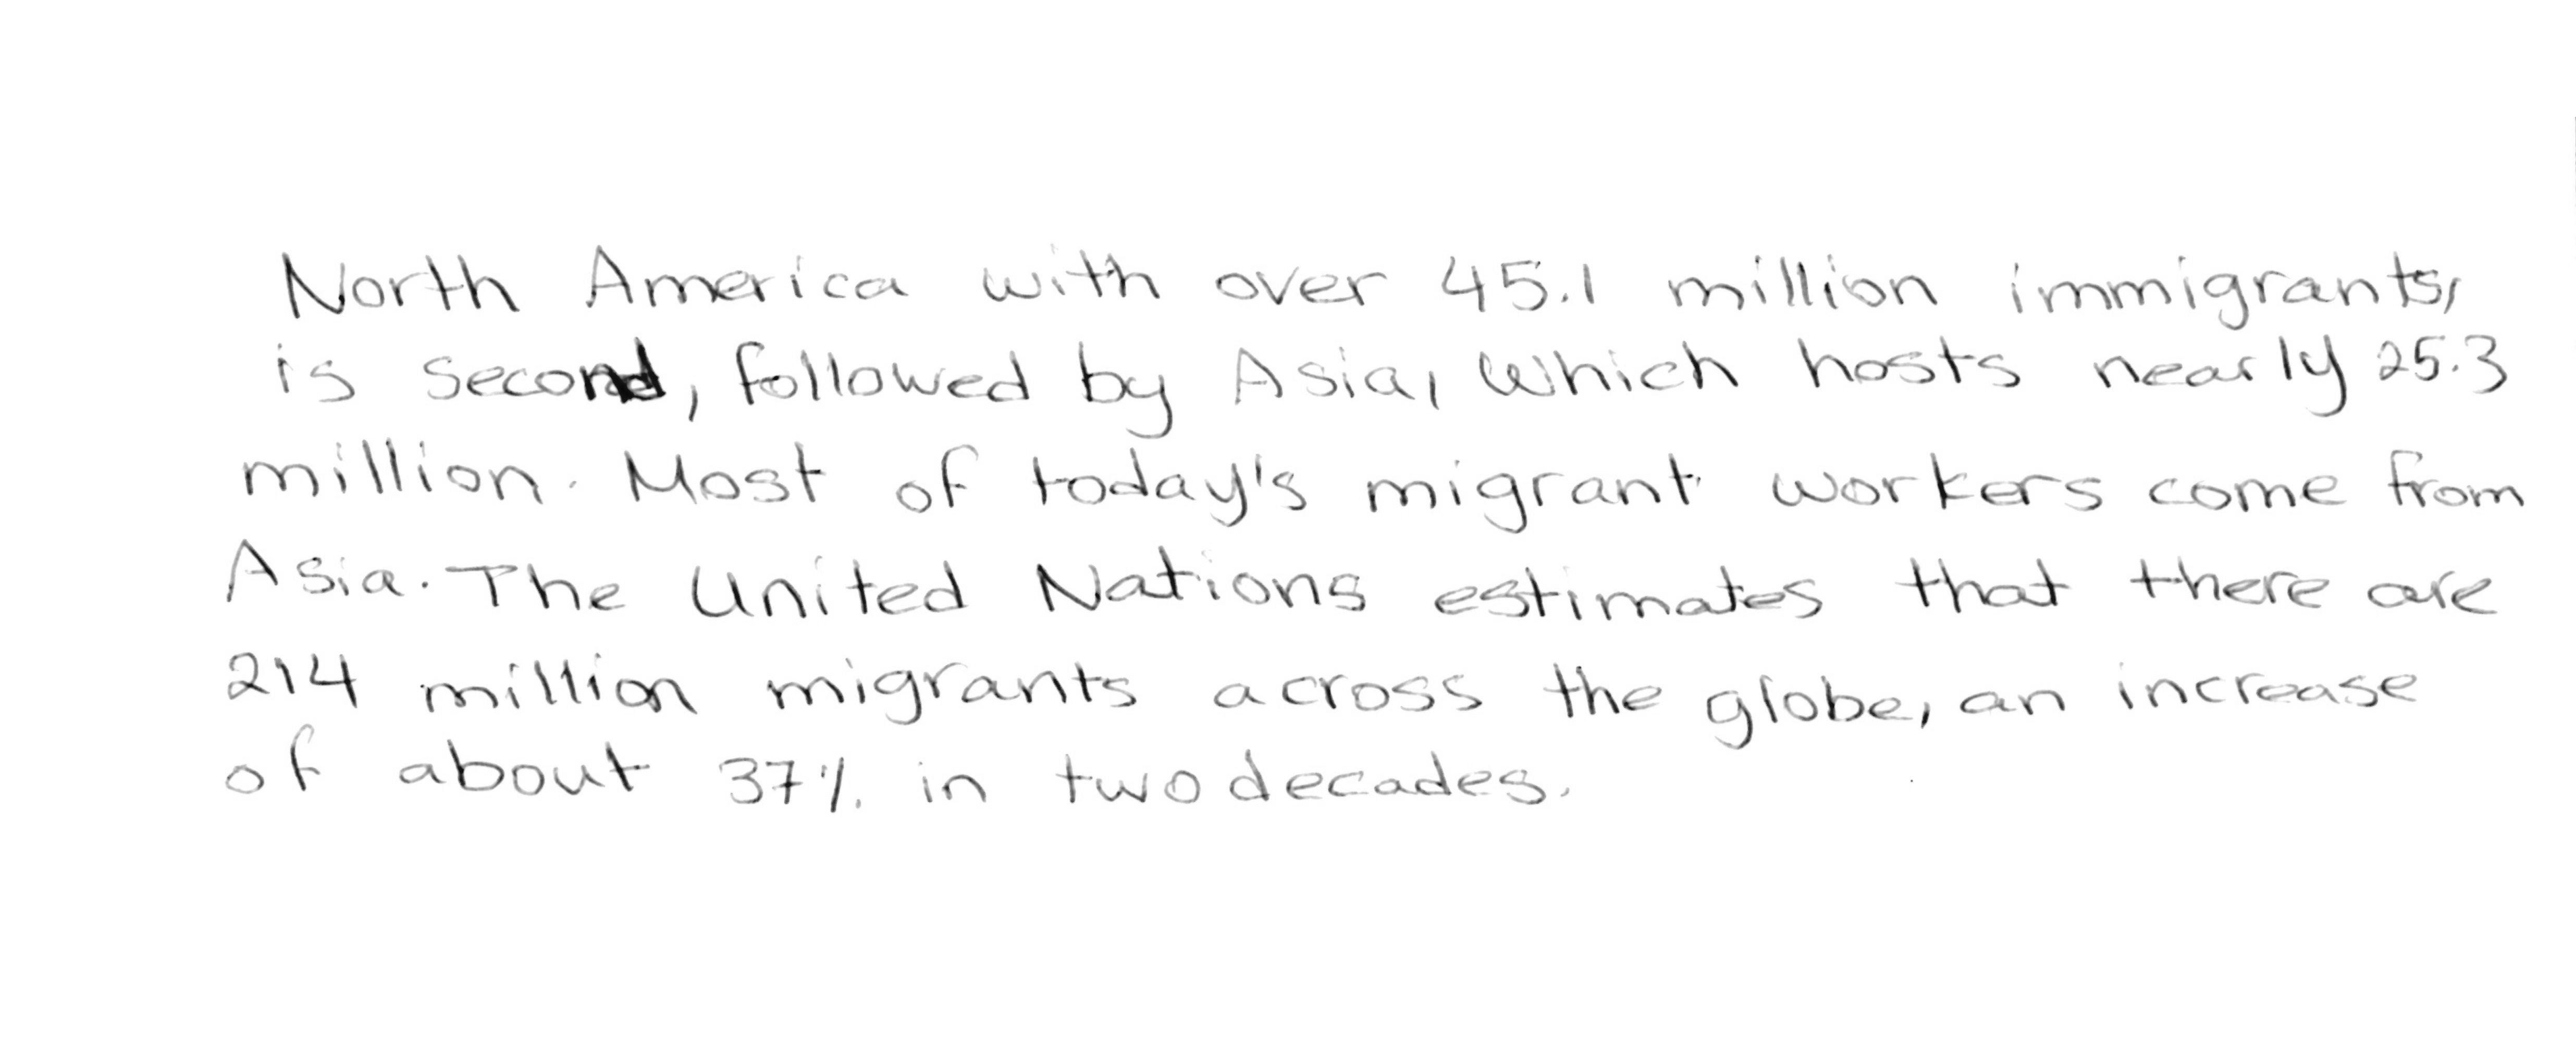 North America with over 45.1 million immigrants,
is second, followed by Asia, which hosts nearly 25.3
million. Most of today's migrant workers come from
Asia. The United Nations estimates that there are
214 million migrants across the globe, an increase
of about 37% in two decades.